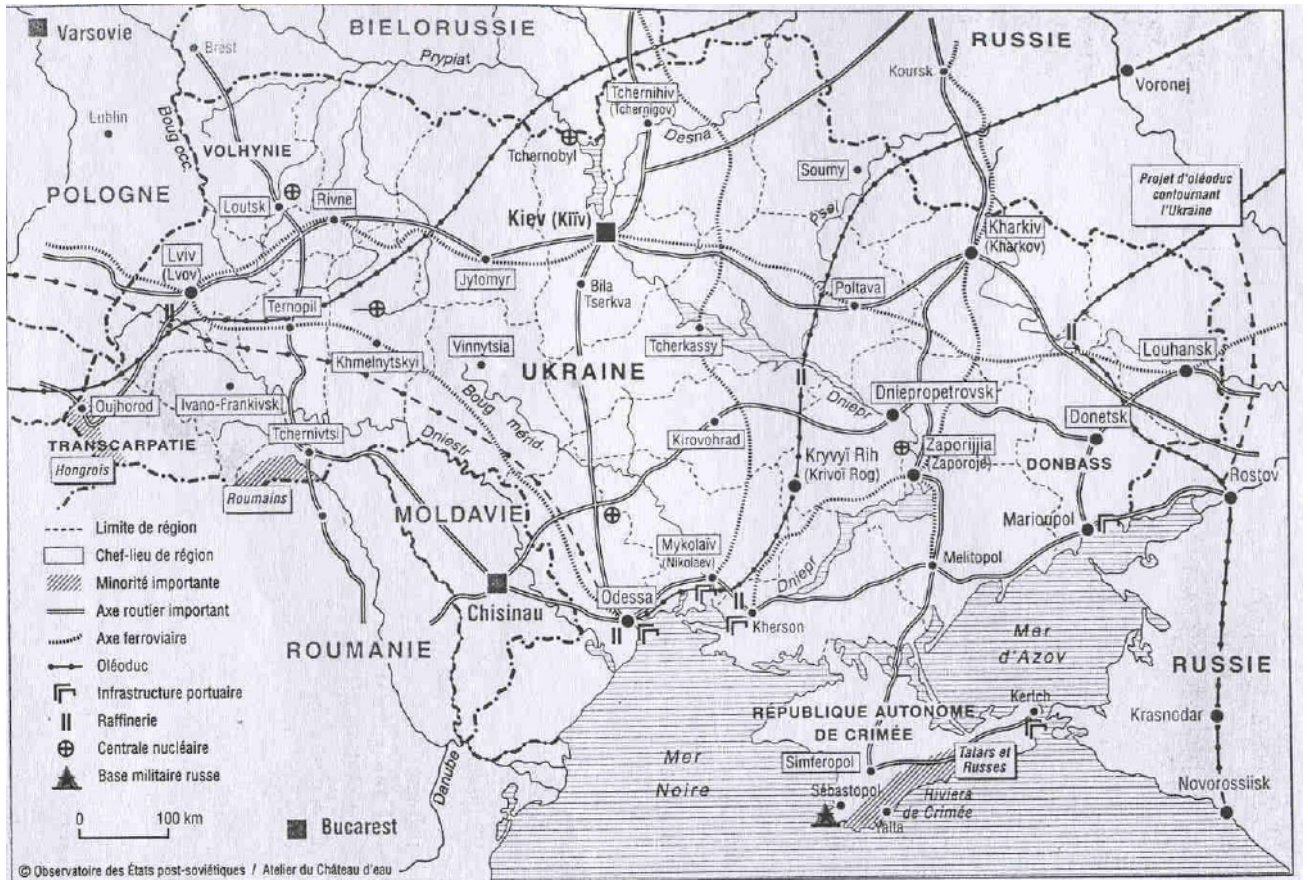 Varsovie
BIELORUSSIE
RUSSIE
Brest
Prypiat
Koursk
Voronej
Tchernihiv
(Tchernigov)
Desna
Lublin
Boug occ.
VOLHYNIE
Tchernobyl
Soumy
Projet d'oléoduc
contournant
l'Ukraine
POLOGNE
Loutsk
Rivne
Kiev (Kiïv)
Psel
Kharkiv
(Kharkov)
Lviv
(Lvov)
Jytomyr
Bila
Tserkva
Poltava
Ternopil
Khmelnytskyi
Vinnytsia
Tcherkassy
Louhansk
UKRAINE
Oujhorod
Ivano-Frankivsk
Boug
mérid.
Dniepr
Dniepropetrovsk
Donetsk
TRANSCARPATIE
Hongrois
Tchernivtsi
Dniestr
Kirovohrad
Zaporijjia
(Zaporojé)
Kryvyï Rih
(Krivoï Rog)
DONBASS
Rostov
Roumains
MOLDAVIE
Marioupol
Limite de région
Chef-lieu de région
Minorité importante
Axe routier important
Axe ferroviaire
Oléoduc
Infrastructure portuaire
Raffinerie
Centrale nucléaire
Base militaire russe
0 100 km
Mykolaïv
(Nikolaev)
Dniepr
Melitopol
Chisinau
Odessa
Kherson
ROUMANIE
Mer
d'Azov
RUSSIE
Kertch
RÉPUBLIQUE AUTONOME
DE CRIMÉE
Krasnodar
Tatars et
Russes
Simferopol
Mer
Noire
Sébastopol
Riviera
de Crimée
Yalta
Novorossiisk
Danube
Bucarest
© Observatoire des États post-soviétiques / Atelier du Château d'eau